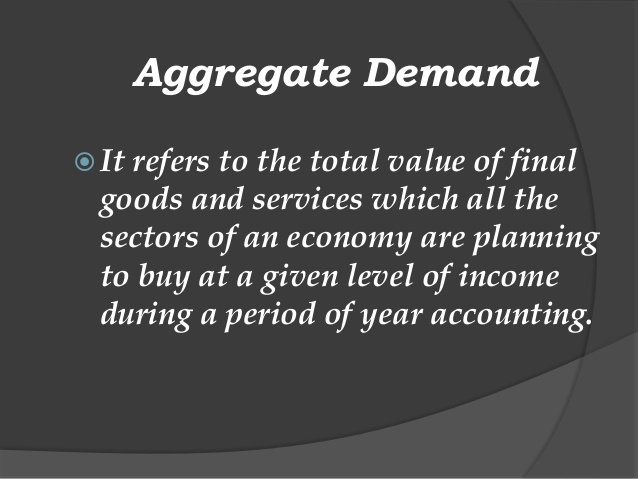 Aggregate Demand
It refers to the total value of final
goods and services which all the
sectors of an economy are planning
to buy at a given level of income
during a period of year accounting.